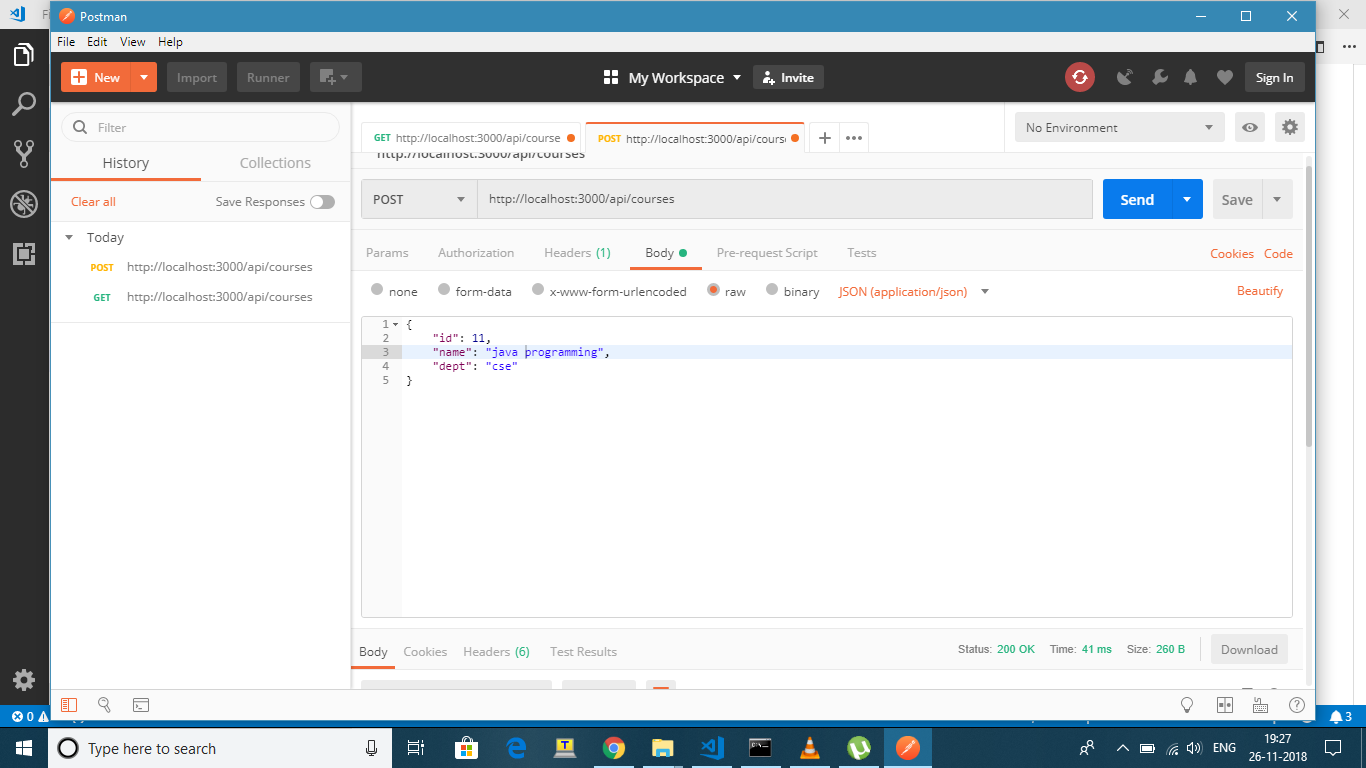 Postman
File Edit View Help
New Import Runner My Workspace Invite Sign In
Filter
History Collections
Clear all Save Responses
Today
POST http://localhost:3000/api/courses
GET http://localhost:3000/api/courses
GET http://localhost:3000/api/course POST http://localhost:3000/api/cours + ••• No Environment
http://localhost:3000/api/courses
POST http://localhost:3000/api/courses Send Save
Params Authorization Headers (1) Body Pre-request Script Tests Cookies Code
none form-data x-www-form-urlencoded raw binary JSON (application/json) Beautify
1 {
2 "id": 11,
3 "name": "java programming",
4 "dept": "cse"
5 }
Body Cookies Headers (6) Test Results Status: 200 OK Time: 41 ms Size: 260 B Download
0 3
Type here to search ENG 19:27
26-11-2018